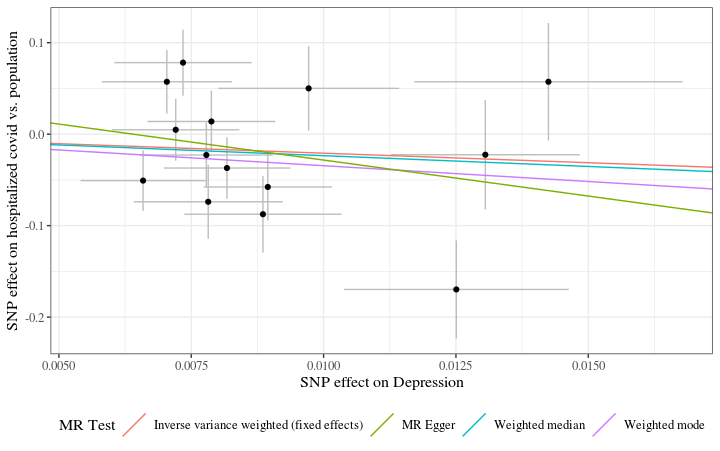 SNP effect on hospitalized covid vs. population
0.1
0.0
-0.1
-0.2
0.0050 0.0075 0.0100 0.0125 0.0150
SNP effect on Depression
MR Test Inverse variance weighted (fixed effects) MR Egger Weighted median Weighted mode